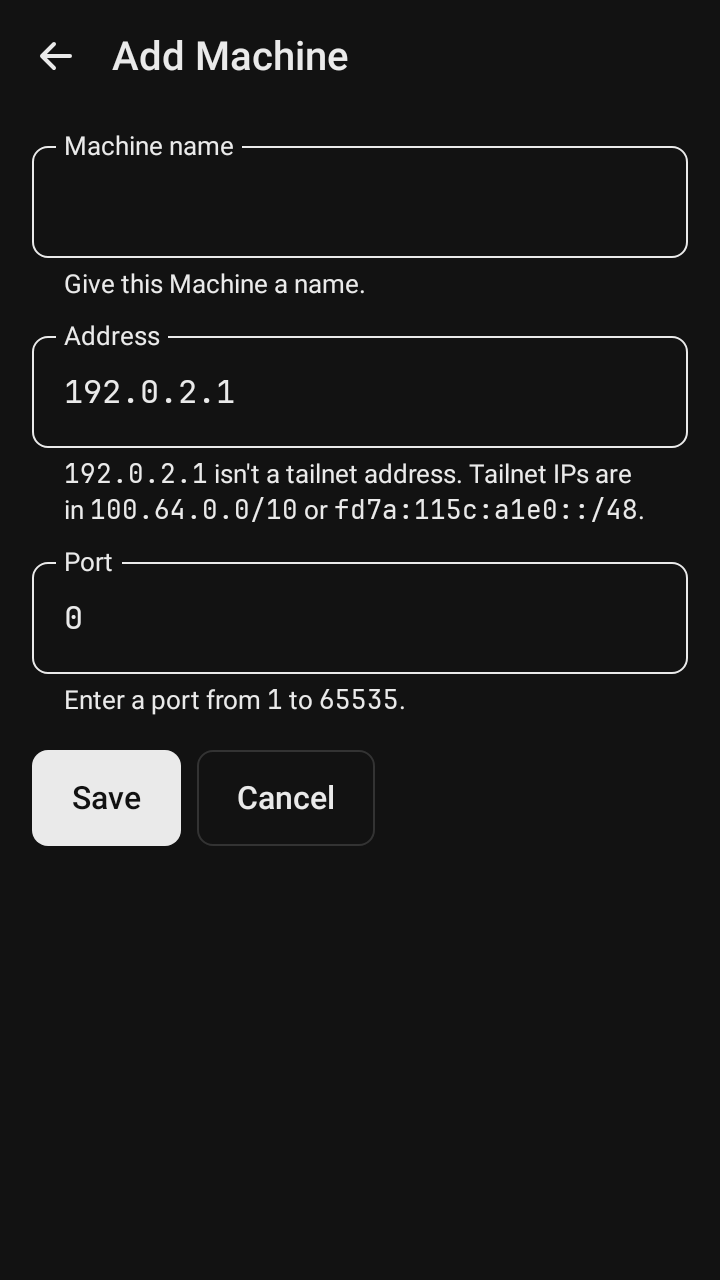 Add Machine
Machine name
Give this Machine a name.
Address
192.0.2.1
192.0.2.1 isn't a tailnet address. Tailnet IPs are
in 100.64.0.0/10 or fd7a:115c:a1e0::/48.
Port
0
Enter a port from 1 to 65535.
Save
Cancel